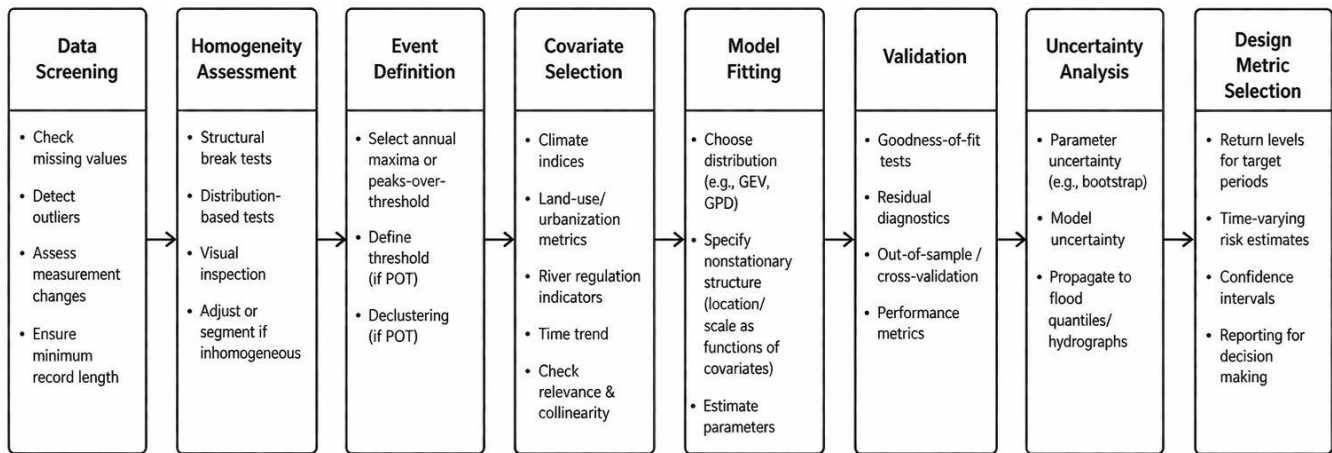 Data
Screening
• Check
missing values
• Detect
outliers
• Assess
measurement
changes
• Ensure
minimum
record length
Homogeneity
Assessment
• Structural
break tests
• Distribution-
based tests
• Visual
inspection
• Adjust or
segment if
inhomogeneous
Event
Definition
• Select annual
maxima or
peaks-over-
threshold
• Define
threshold
(if POT)
• Declustering
(if POT)
Covariate
Selection
• Climate
indices
• Land-use/
urbanization
metrics
• River regulation
indicators
• Time trend
• Check
relevance &
collinearity
Model
Fitting
• Choose
distribution
(e.g., GEV,
GPD)
• Specify
nonstationary
structure
(location/
scale as
functions of
covariates)
• Estimate
parameters
Validation
• Goodness-of-fit
tests
• Residual
diagnostics
• Out-of-sample /
cross-validation
• Performance
metrics
Uncertainty
Analysis
• Parameter
uncertainty
(e.g., bootstrap)
• Model
uncertainty
• Propagate to
flood
quantiles/
hydrographs
Design
Metric
Selection
• Return levels
for target
periods
• Time-varying
risk estimates
• Confidence
intervals
• Reporting for
decision
making